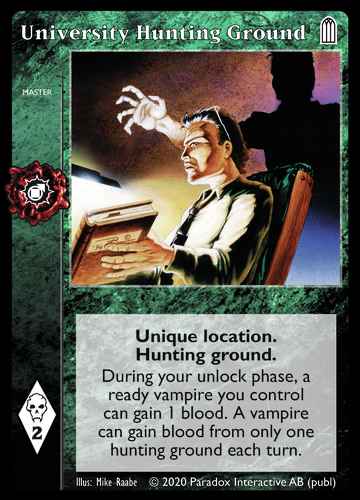 University Hunting Ground
MASTER
Unique location.
Hunting ground.
During your unlock phase, a
ready vampire you control
can gain 1 blood. A vampire
can gain blood from only one
hunting ground each turn.
2
Illus: Mike Raabe © 2020 Paradox Interactive AB (publ)